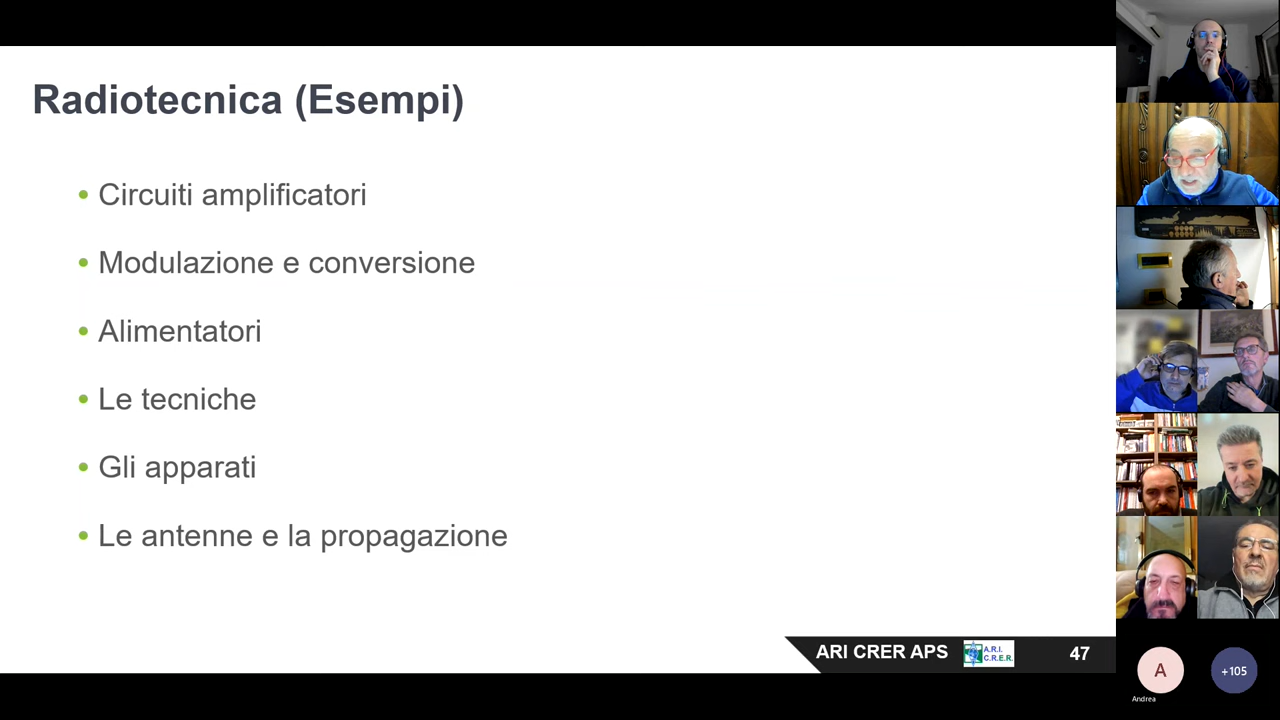 Radiotecnica (Esempi)
• Circuiti amplificatori
• Modulazione e conversione
• Alimentatori
• Le tecniche
• Gli apparati
• Le antenne e la propagazione
ARI CRER APS
A.R.I.
C.R.E.R.
47
A
Andrea
+105